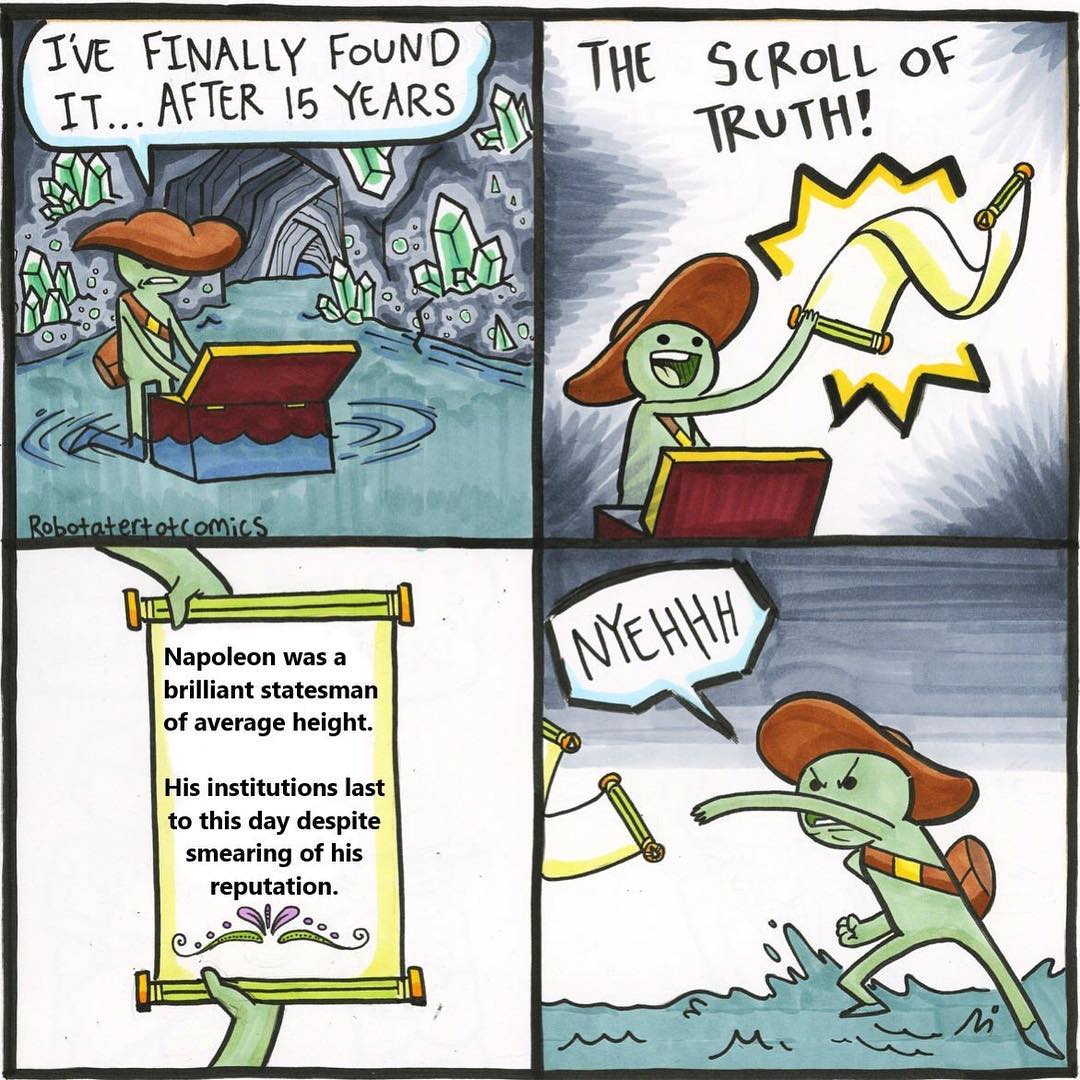 I'VE FINALLY FOUND
IT... AFTER 15 YEARS
Robotatertotcomics
THE SCROLL OF
TRUTH!
Napoleon was a
brilliant statesman
of average height.
His institutions last
to this day despite
smearing of his
reputation.
NYEHHH